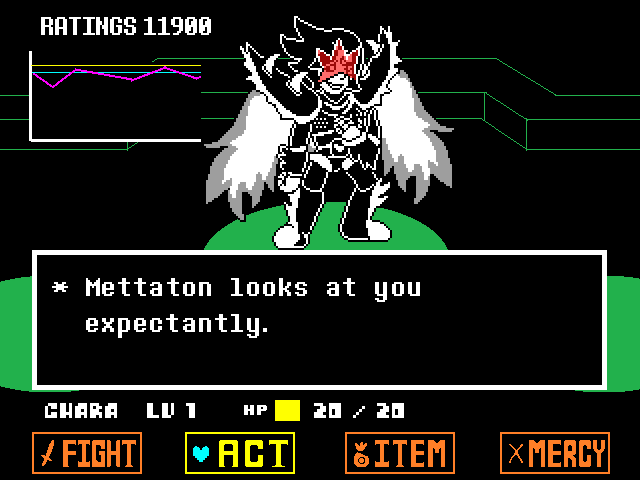 RATINGS 11900
* Mettaton looks at you
expectantly.
CHARA LV 1 HP 20 / 20
FIGHT ACT ITEM MERCY